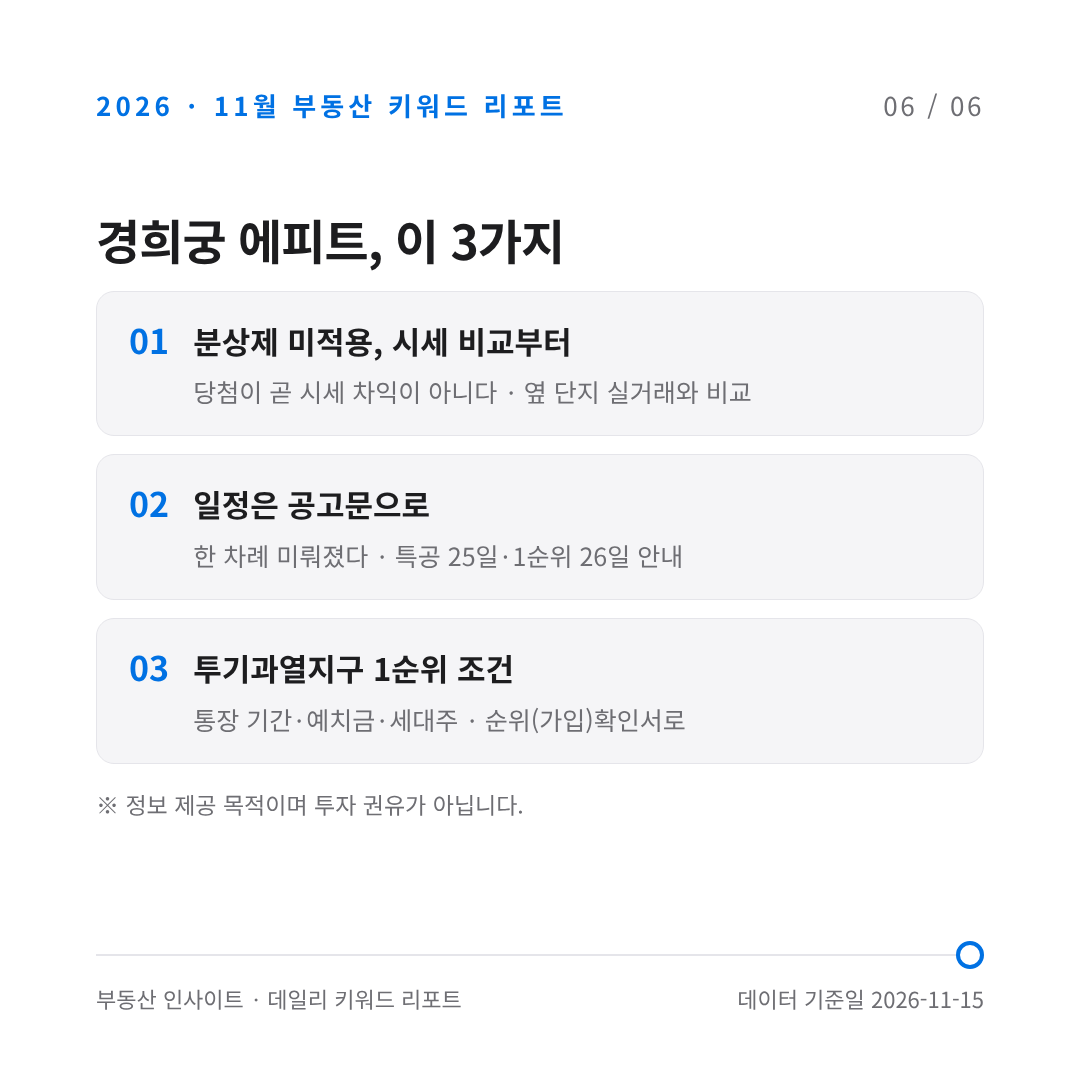 2026 · 11월 부동산 키워드 리포트
06 / 06
경희궁 에피트, 이 3가지
01 분상제 미적용, 시세 비교부터
당첨이 곧 시세 차익이 아니다 · 옆 단지 실거래와 비교
02 일정은 공고문으로
한 차례 미뤄졌다 · 특공 25일·1순위 26일 안내
03 투기과열지구 1순위 조건
통장 기간·예치금·세대주 · 순위(가입)확인서로
※ 정보 제공 목적이며 투자 권유가 아닙니다.
부동산 인사이트 · 데일리 키워드 리포트
데이터 기준일 2026-11-15